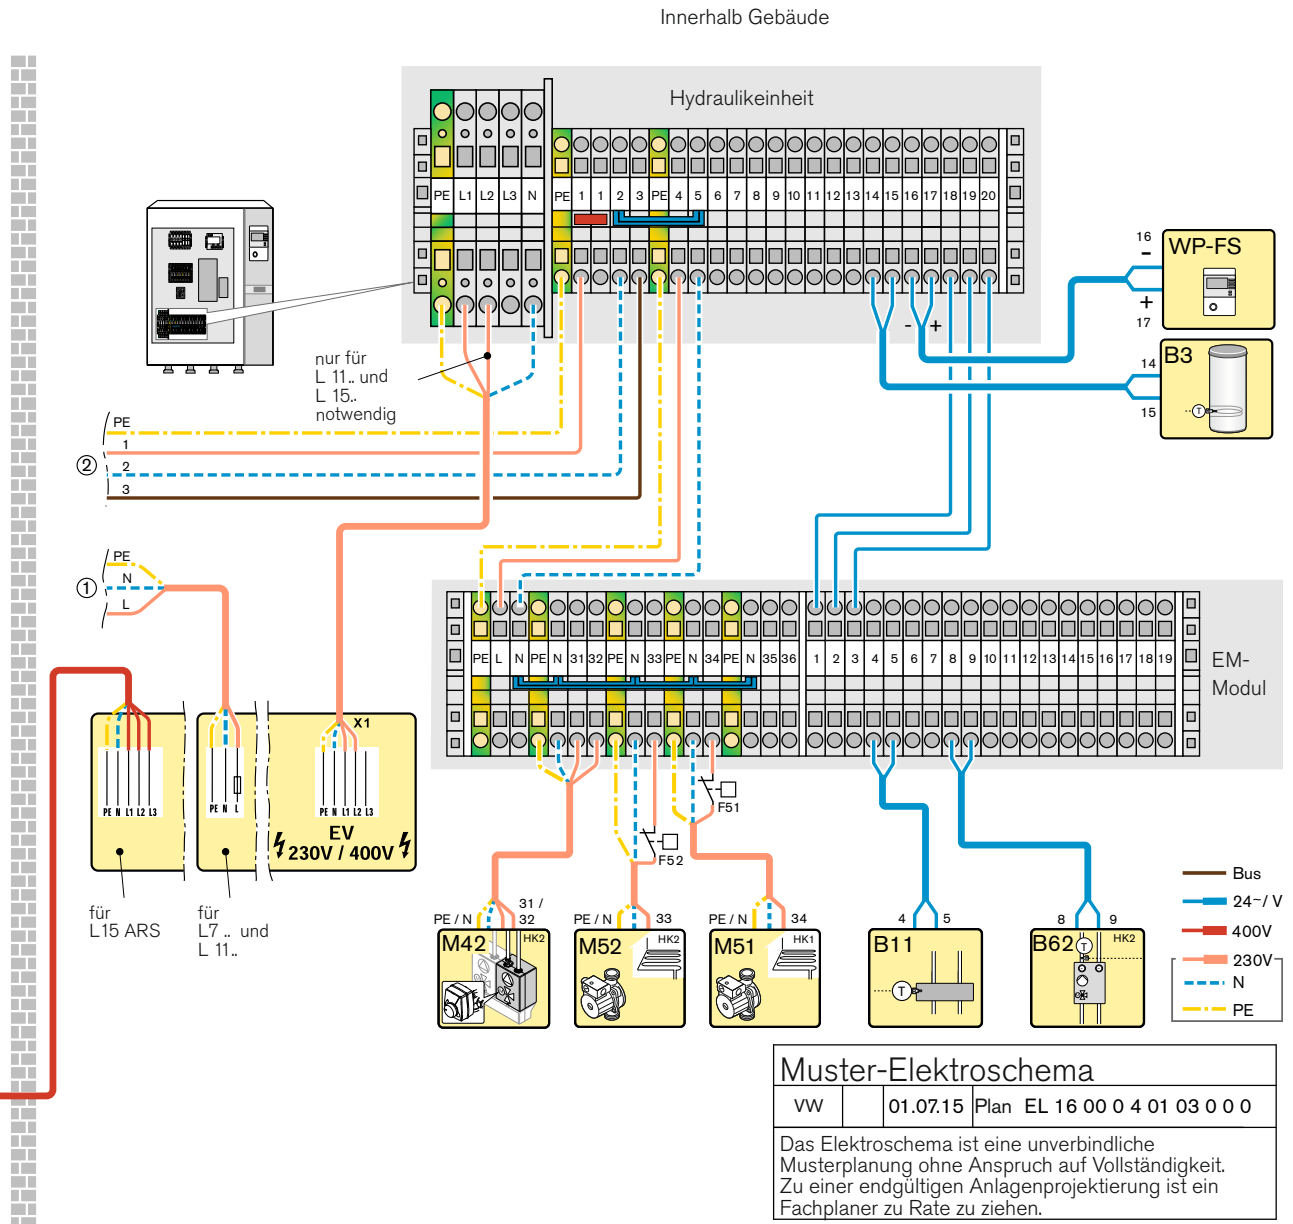 Innerhalb Gebäude
Hydraulikeinheit
PE L1 L2 L3 N PE 1 1 2 3 PE 4 5 6 7 8 9 10 11 12 13 14 15 16 17 18 19 20
- +
16
-
WP-FS
+
17
14
B3
T
15
nur für
L 11.. und
L 15..
notwendig
PE
1
② 2
3
PE
① N
L
PE L N PE N 31 32 PE N 33 PE N 34 PE N 35 36 1 2 3 4 5 6 7 8 9 10 11 12 13 14 15 16 17 18 19
EM-
Modul
X1
PE N L1 L2 L3
PE N L
PE N L1 L2 L3
EV
230V / 400V
F51
F52
für
L15 ARS
für
L7 .. und
L 11..
PE / N 31 /
32
M42 HK2
PE / N 33
M52 HK2
PE / N 34
M51 HK1
4 5
B11
T
8 9
B62 HK2
T
Bus
24~/ V
400V
230V
N
PE
Muster-Elektroschema
VW 01.07.15 Plan EL 16 00 0 4 01 03 0 0 0
Das Elektroschema ist eine unverbindliche
Musterplanung ohne Anspruch auf Vollständigkeit.
Zu einer endgültigen Anlagenprojektierung ist ein
Fachplaner zu Rate zu ziehen.